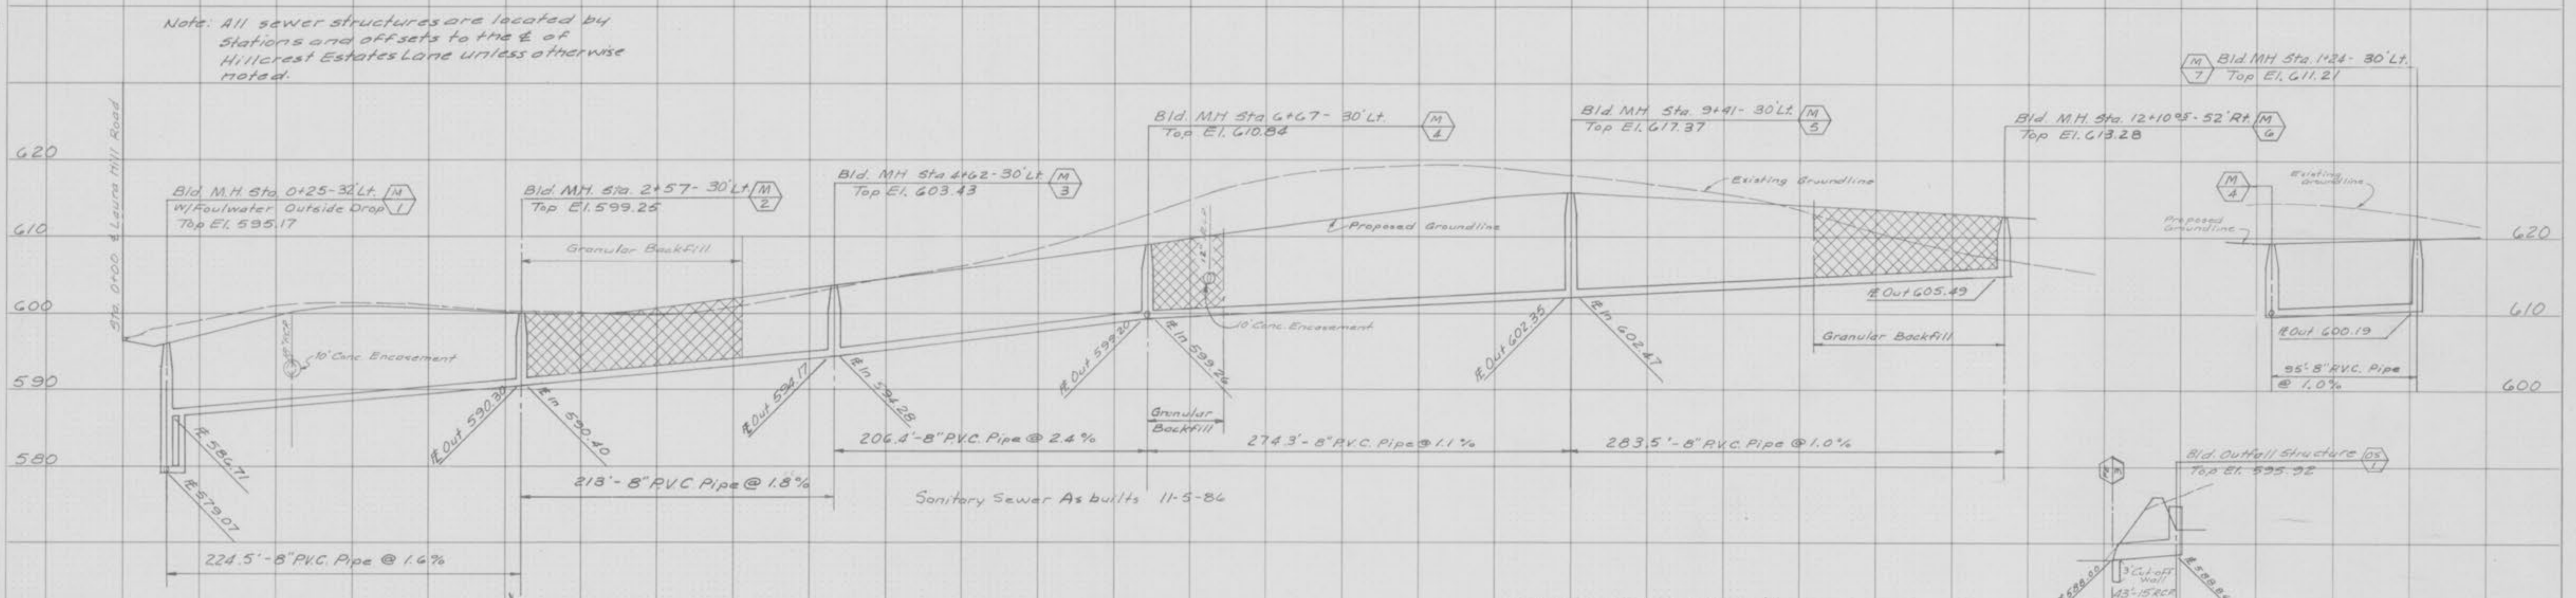 Note: All sewer structures are located by
stations and offsets to the ℄ of
Hillcrest Estates Lane unless otherwise
noted.
Sta. 0+00 ℄ Laura Hill Road
620
610
600
590
580
Bld. M.H. Sta. 0+25-32' Lt.
W/Foulwater Outside Drop
Top El. 595.17
M
1
Bld. MH. Sta. 2+57- 30' Lt.
Top El. 599.25
M
2
Granular Backfill
Bld. MH Sta 4+62-30' Lt.
Top El. 603.43
M
3
Bld. MH Sta 6+67- 30' Lt.
Top El. 610.84
M
4
Bld. MH Sta. 9+41- 30' Lt.
Top El. 617.37
M
5
Bld. M.H. Sta. 12+10 - 52' Rt.
Top El. 613.28
M
6
M
7
Bld. MH Sta. 1+24- 30' Lt.
Top El. 611.21
Existing Groundline
Proposed Groundline
M
4
Existing
Groundline
Proposed
Groundline
620
610
600
10' Conc. Encasement
12" RCP
10' Conc. Encasement
℄ 586.71
℄ 579.07
℄ Out 590.30
℄ In 590.40
℄ Out 594.17
℄ In 594.28
℄ Out 599.20
℄ In 599.26
℄ Out 602.35
℄ In 602.47
℄ Out 605.49
℄ Out 600.19
Granular
Backfill
Granular Backfill
95'-8" P.V.C. Pipe
@ 1.0%
224.5'-8" P.V.C. Pipe @ 1.6%
213'- 8" P.V.C. Pipe @ 1.8%
206.4'-8" P.V.C. Pipe @ 2.4%
274.3'- 8" P.V.C. Pipe @ 1.1%
283.5'-8" P.V.C. Pipe @ 1.0%
Sanitary Sewer As builts 11-5-86
Bld. Outfall Structure
Top El. 595.92
OS
1
3' Cut-off
Wall
43'-15" RCP
588.00